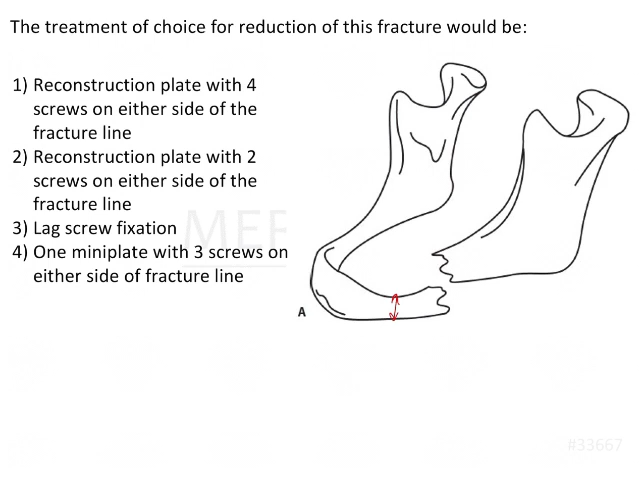 The treatment of choice for reduction of this fracture would be:
1) Reconstruction plate with 4
screws on either side of the
fracture line
2) Reconstruction plate with 2
screws on either side of the
fracture line
3) Lag screw fixation
4) One miniplate with 3 screws on
either side of fracture line
A
#33667